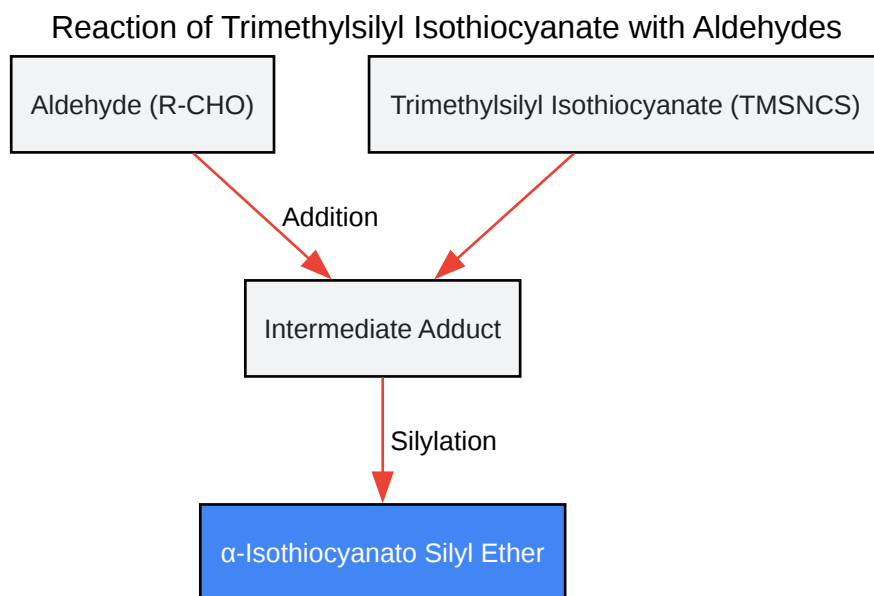 Reaction of Trimethylsilyl Isothiocyanate with Aldehydes
Aldehyde (R-CHO)
Trimethylsilyl Isothiocyanate (TMSNCS)
Addition
Intermediate Adduct
Silylation
α-Isothiocyanato Silyl Ether